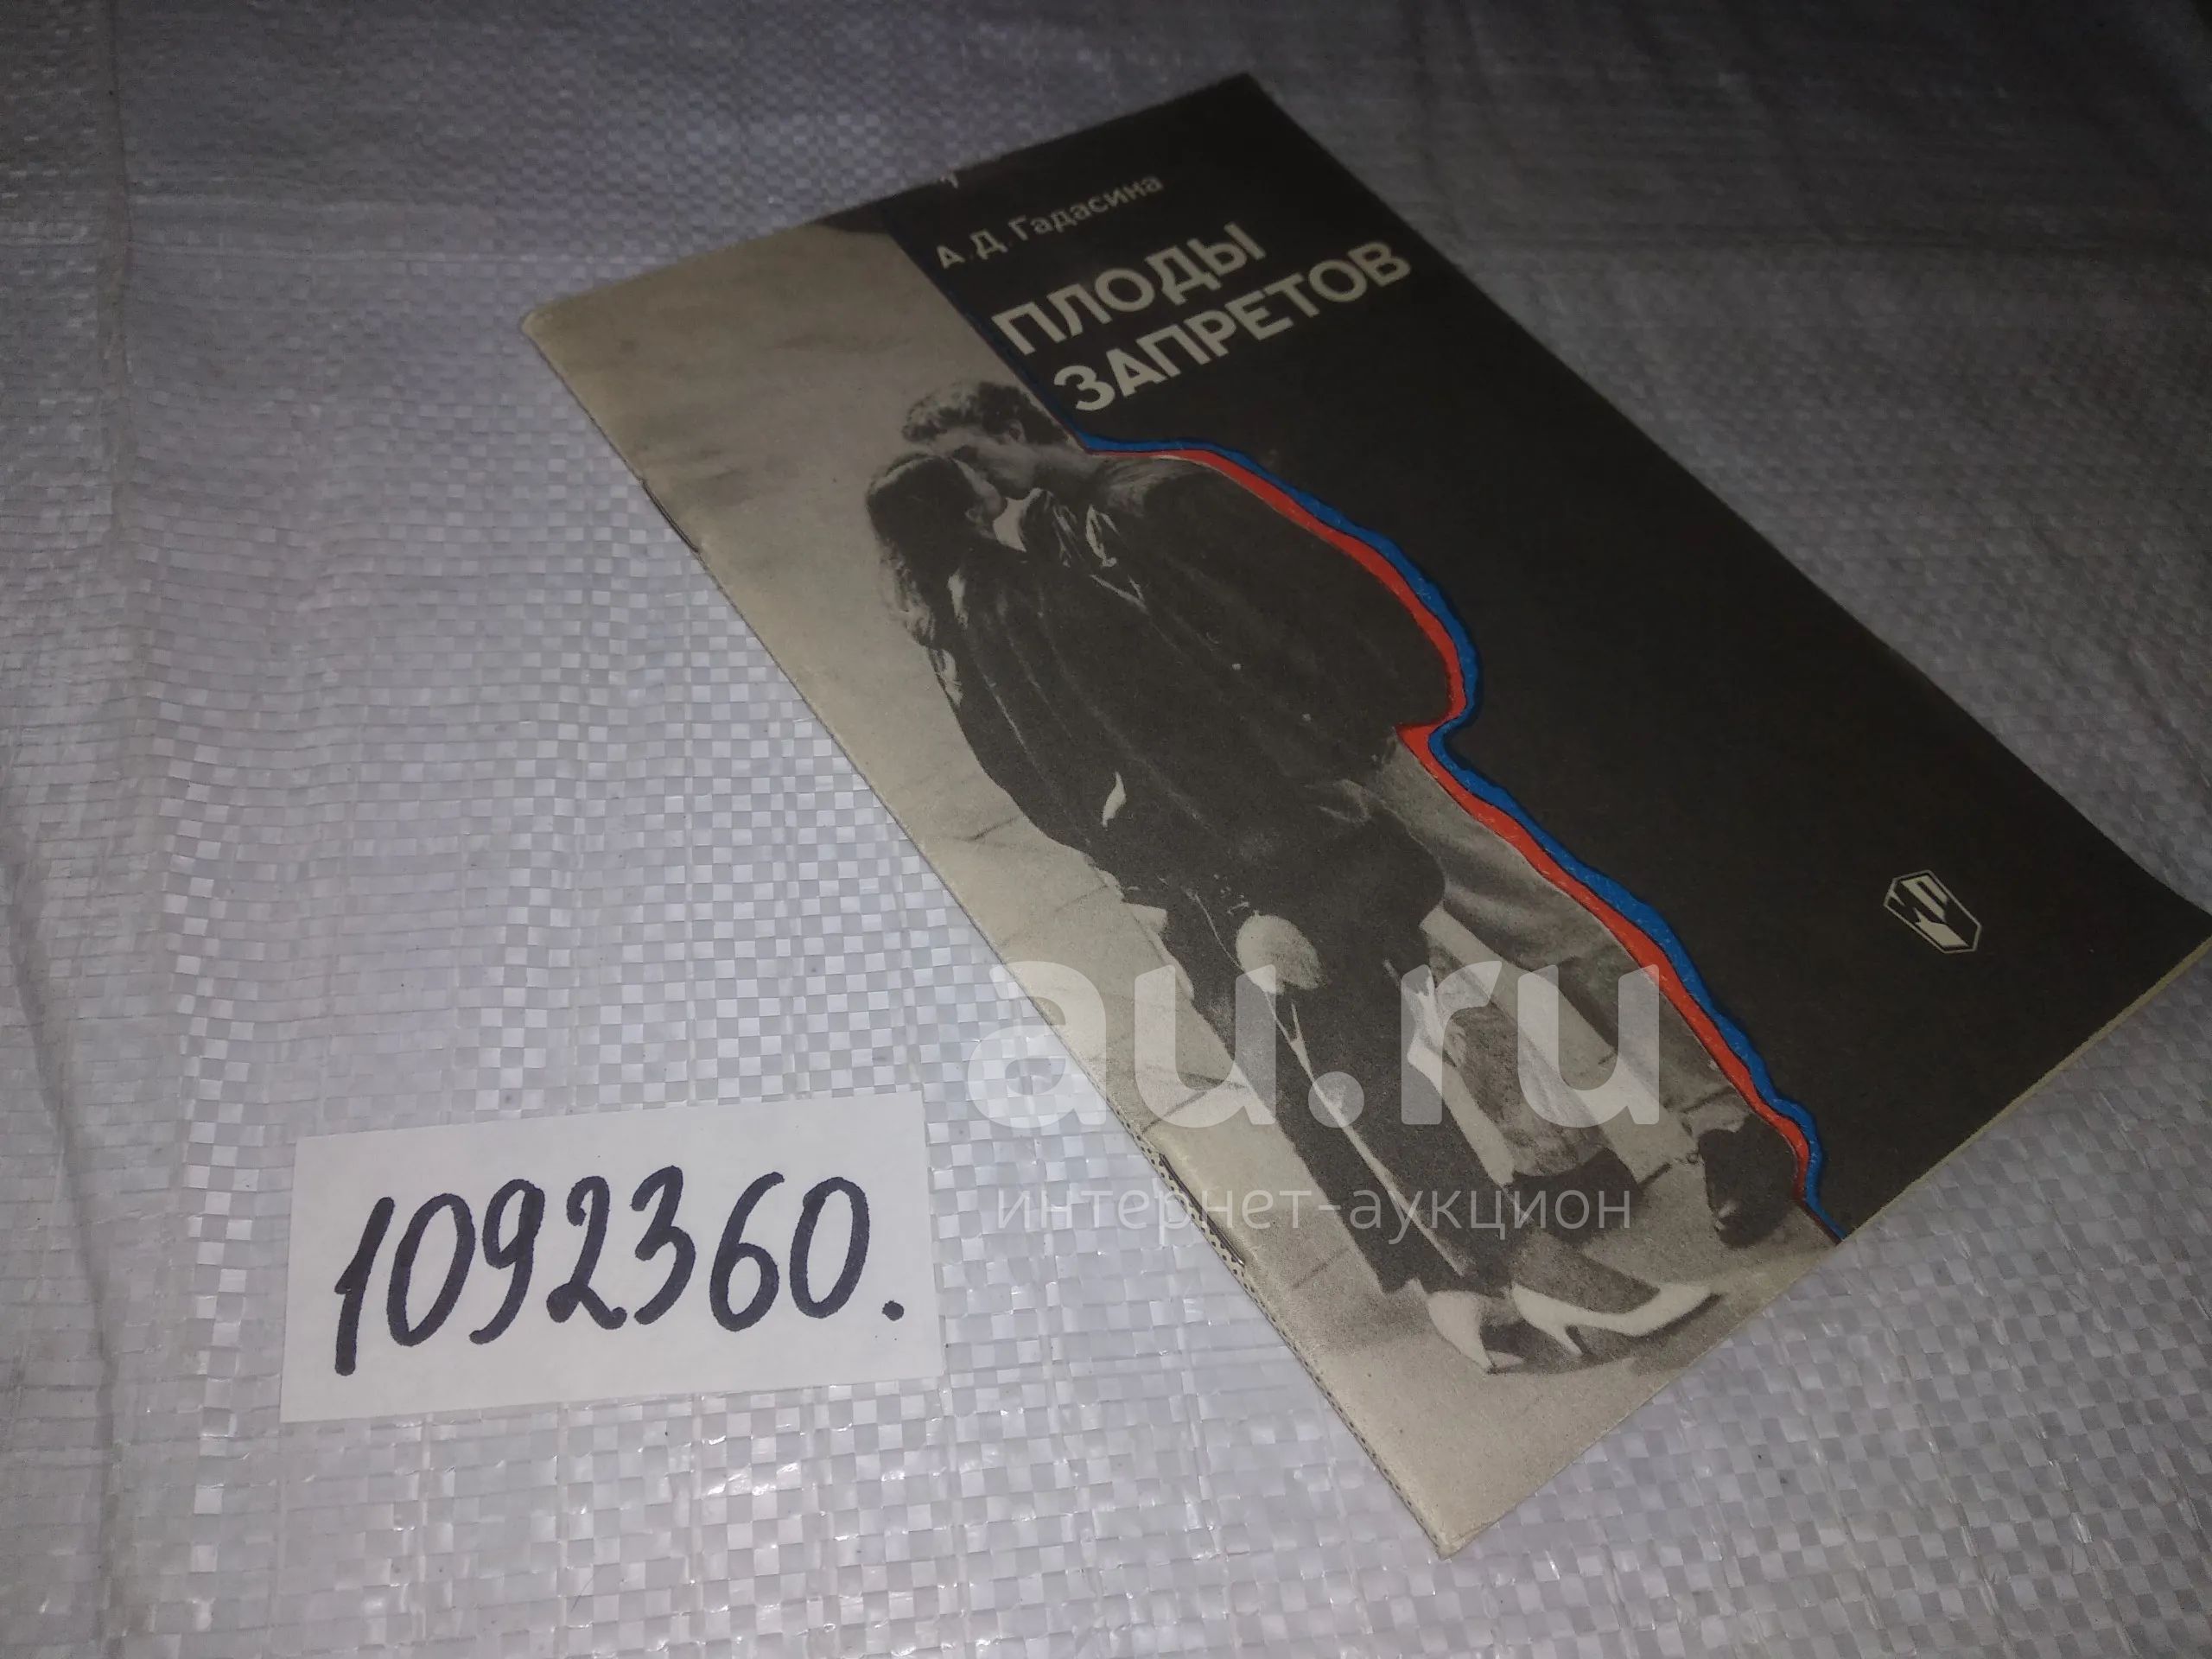 А. Д. Гадасина
ПЛОДЫ
ЗАПРЕТОВ
au.ru
интернет-аукцион
1092360.